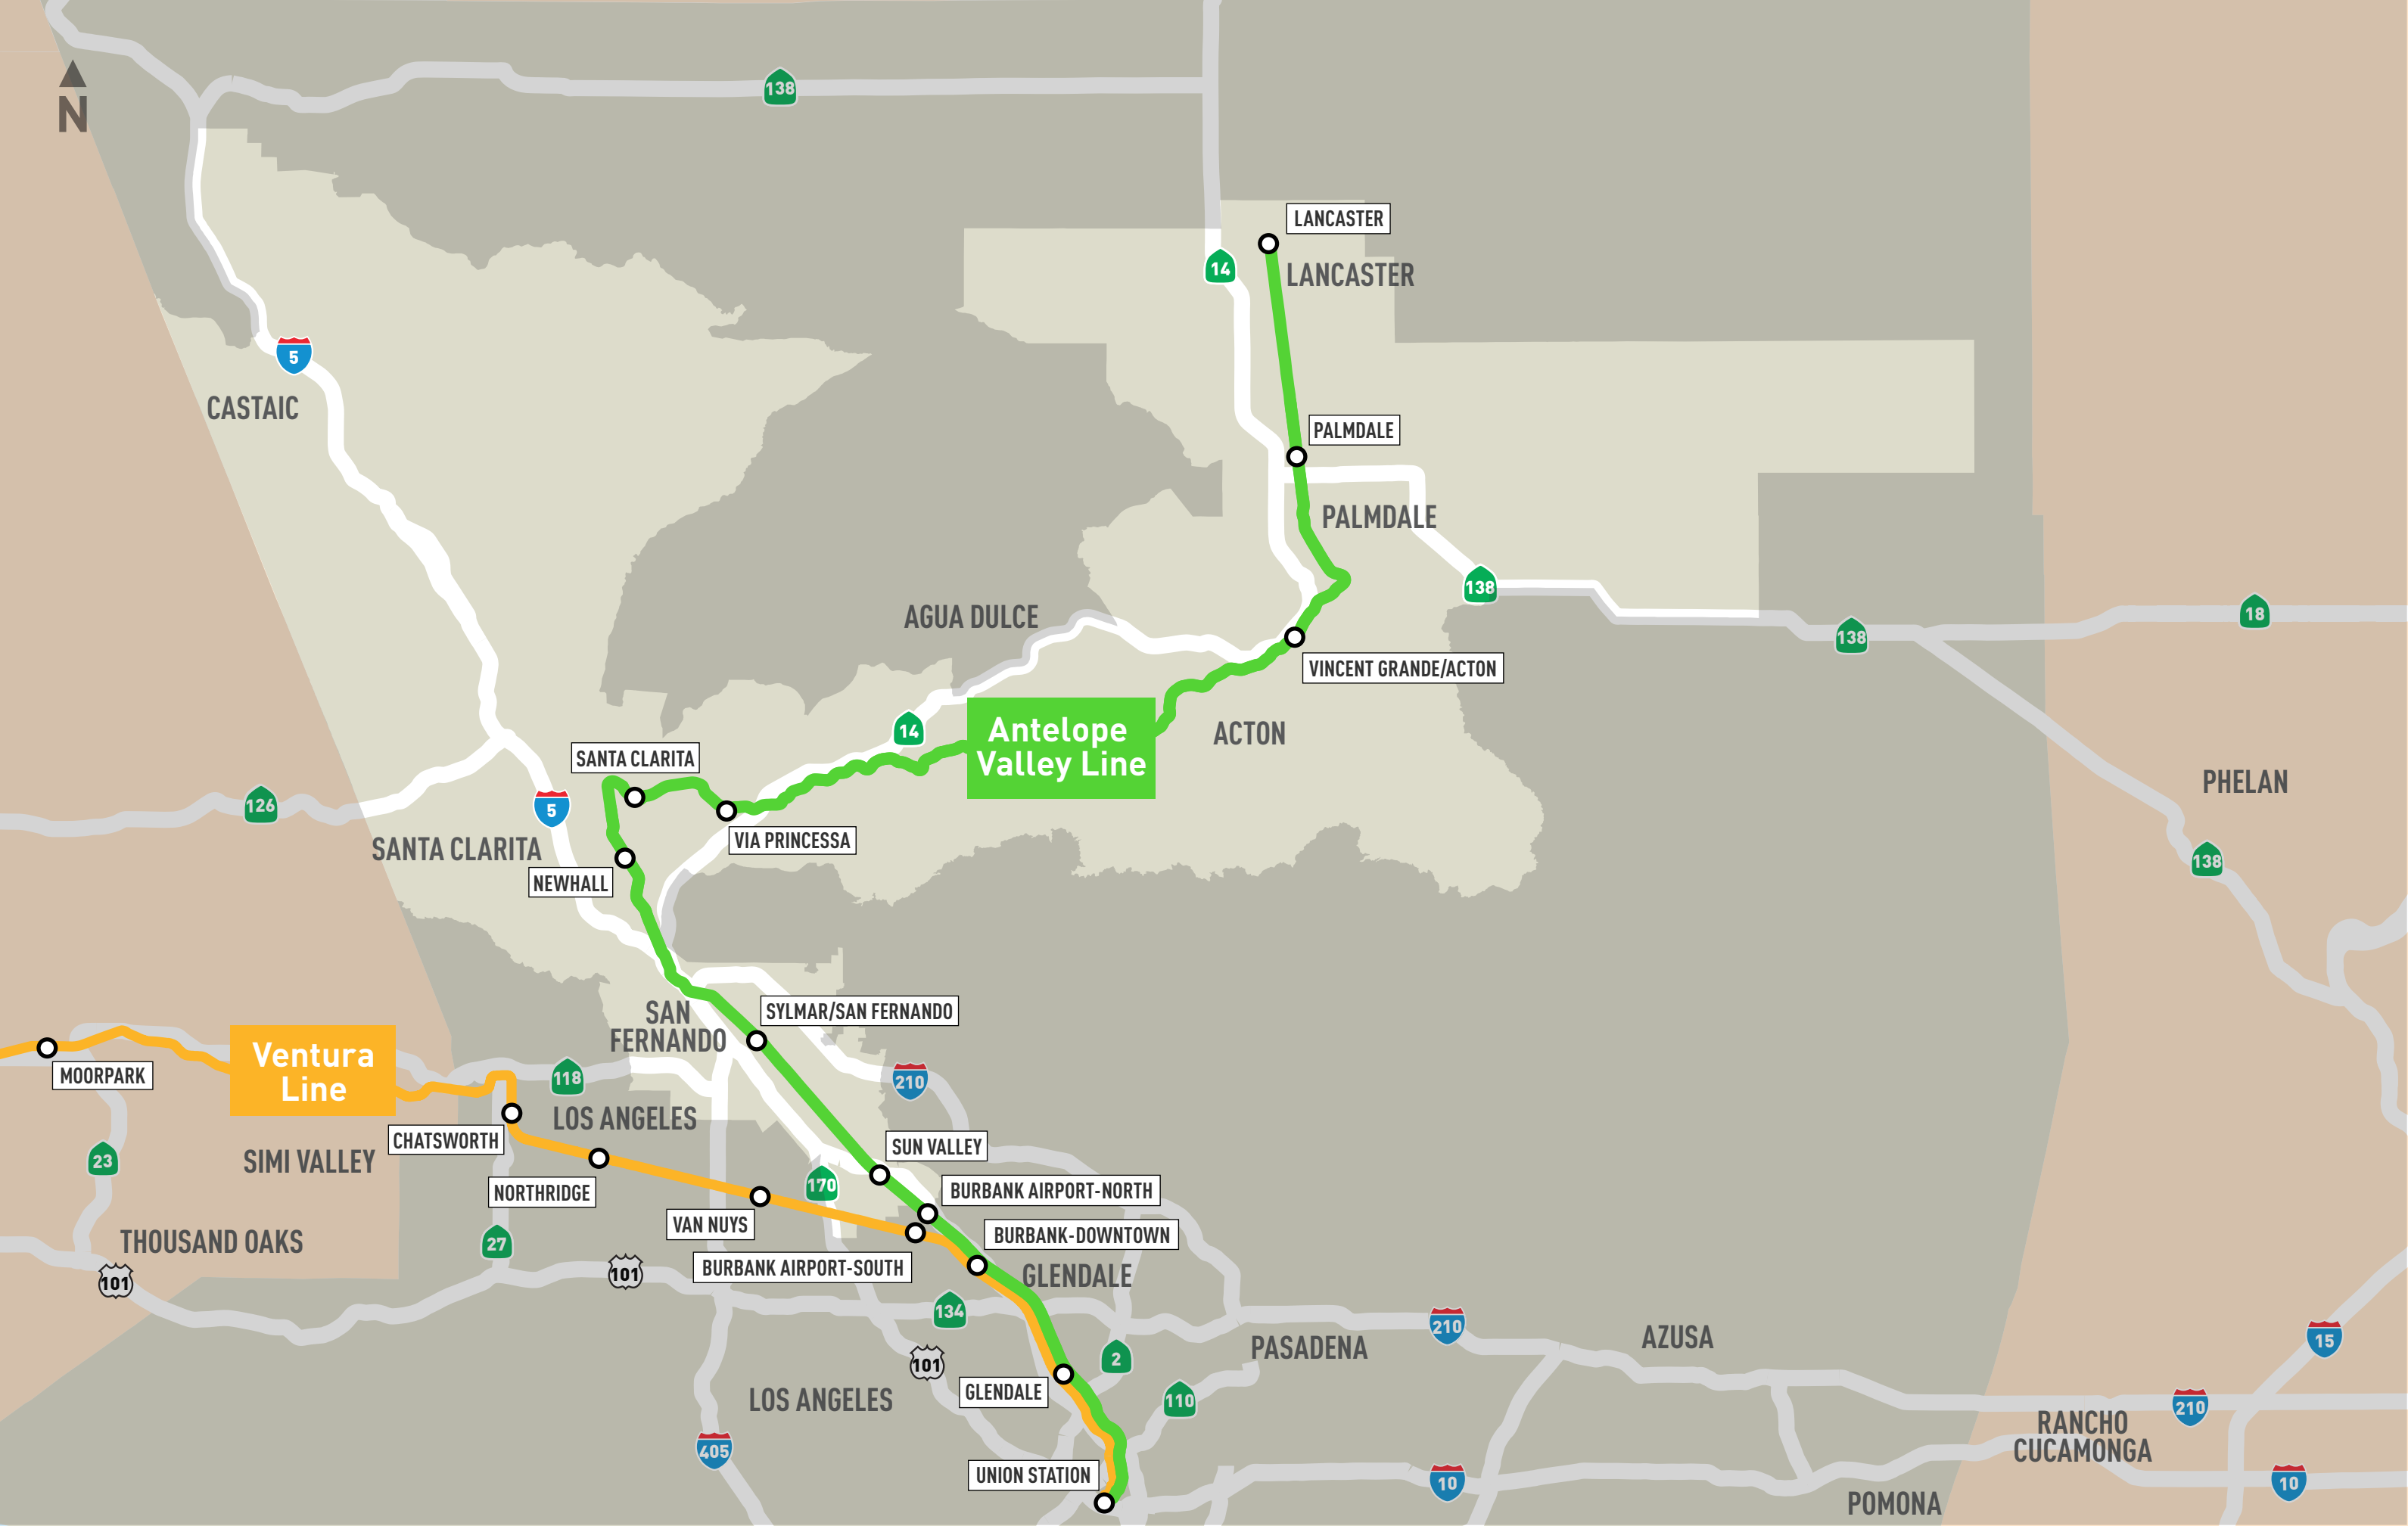 138
N
LANCASTER
14
LANCASTER
5
CASTAIC
PALMDALE
PALMDALE
138
AGUA DULCE
18
138
VINCENT GRANDE/ACTON
14
Antelope
Valley Line
ACTON
SANTA CLARITA
PHELAN
126
5
VIA PRINCESSA
SANTA CLARITA
138
NEWHALL
SYLMAR/SAN FERNANDO
SAN
FERNANDO
Ventura
Line
MOORPARK
118
210
LOS ANGELES
CHATSWORTH
SUN VALLEY
23
SIMI VALLEY
170
NORTHRIDGE
BURBANK AIRPORT-NORTH
VAN NUYS
BURBANK-DOWNTOWN
THOUSAND OAKS
27
BURBANK AIRPORT-SOUTH
GLENDALE
101
101
134
210
PASADENA
AZUSA
15
101
2
GLENDALE
LOS ANGELES
110
210
RANCHO
CUCAMONGA
405
UNION STATION
10
10
POMONA